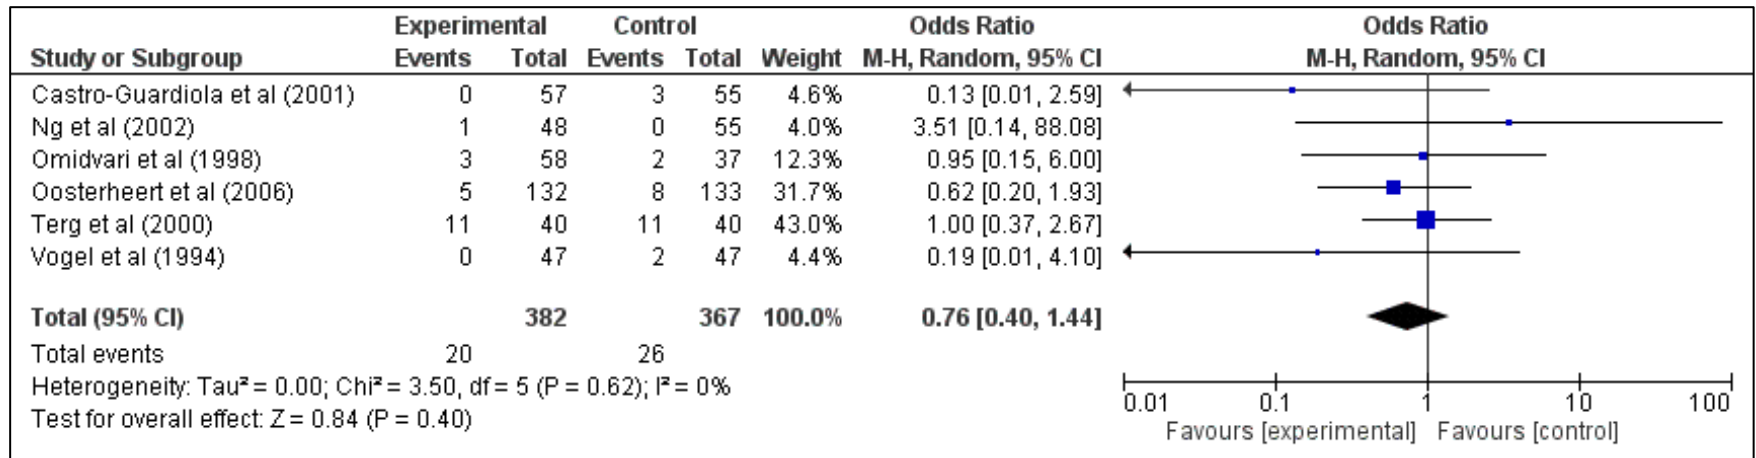 Experimental Control Odds Ratio Odds Ratio
Study or Subgroup Events Total Events Total Weight M-H, Random, 95% CI M-H, Random, 95% CI
Castro-Guardiola et al (2001) 0 57 3 55 4.6% 0.13 [0.01, 2.59]
Ng et al (2002) 1 48 0 55 4.0% 3.51 [0.14, 88.08]
Omidvari et al (1998) 3 58 2 37 12.3% 0.95 [0.15, 6.00]
Oosterheert et al (2006) 5 132 8 133 31.7% 0.62 [0.20, 1.93]
Terg et al (2000) 11 40 11 40 43.0% 1.00 [0.37, 2.67]
Vogel et al (1994) 0 47 2 47 4.4% 0.19 [0.01, 4.10]
Total (95% CI) 382 367 100.0% 0.76 [0.40, 1.44]
Total events 20 26
Heterogeneity: Tau² = 0.00; Chi² = 3.50, df = 5 (P = 0.62); I² = 0%
Test for overall effect: Z = 0.84 (P = 0.40)
0.01 0.1 1 10 100
Favours [experimental] Favours [control]